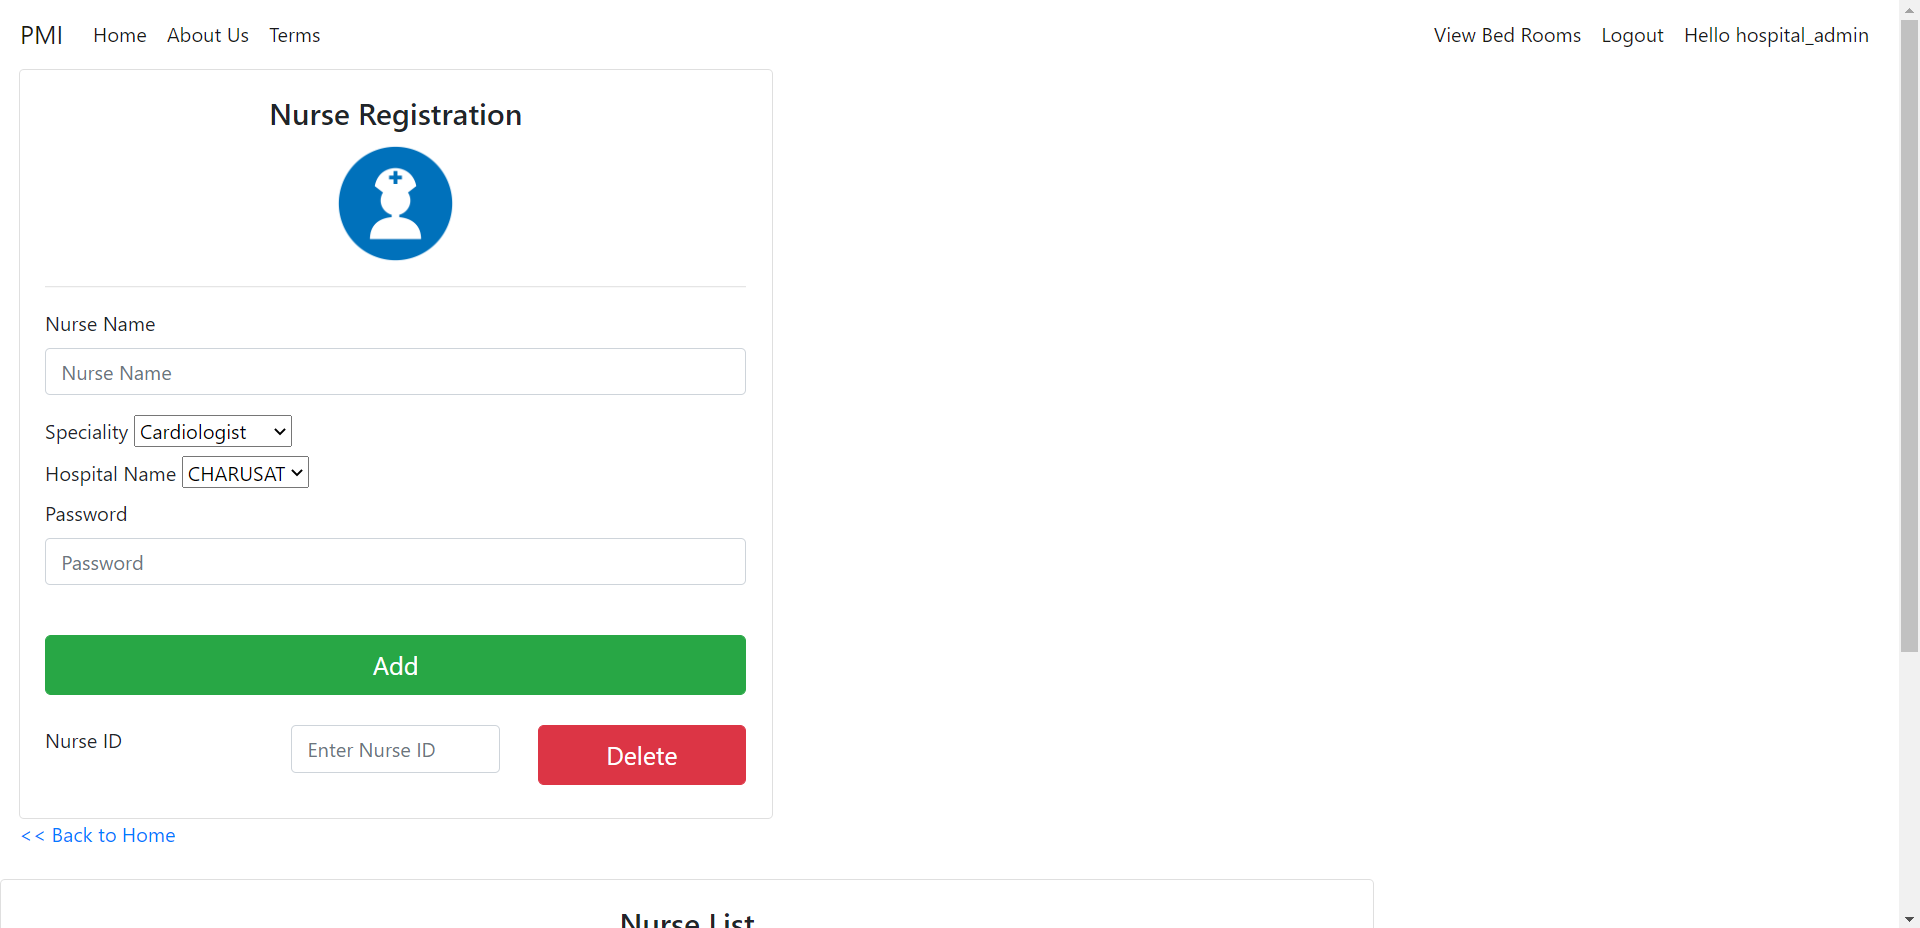 PMI Home About Us Terms View Bed Rooms Logout Hello hospital_admin
Nurse Registration
Nurse Name
Nurse Name
Speciality Cardiologist
Hospital Name CHARUSAT
Password
Password
Add
Nurse ID Enter Nurse ID Delete
<< Back to Home
Nurse List